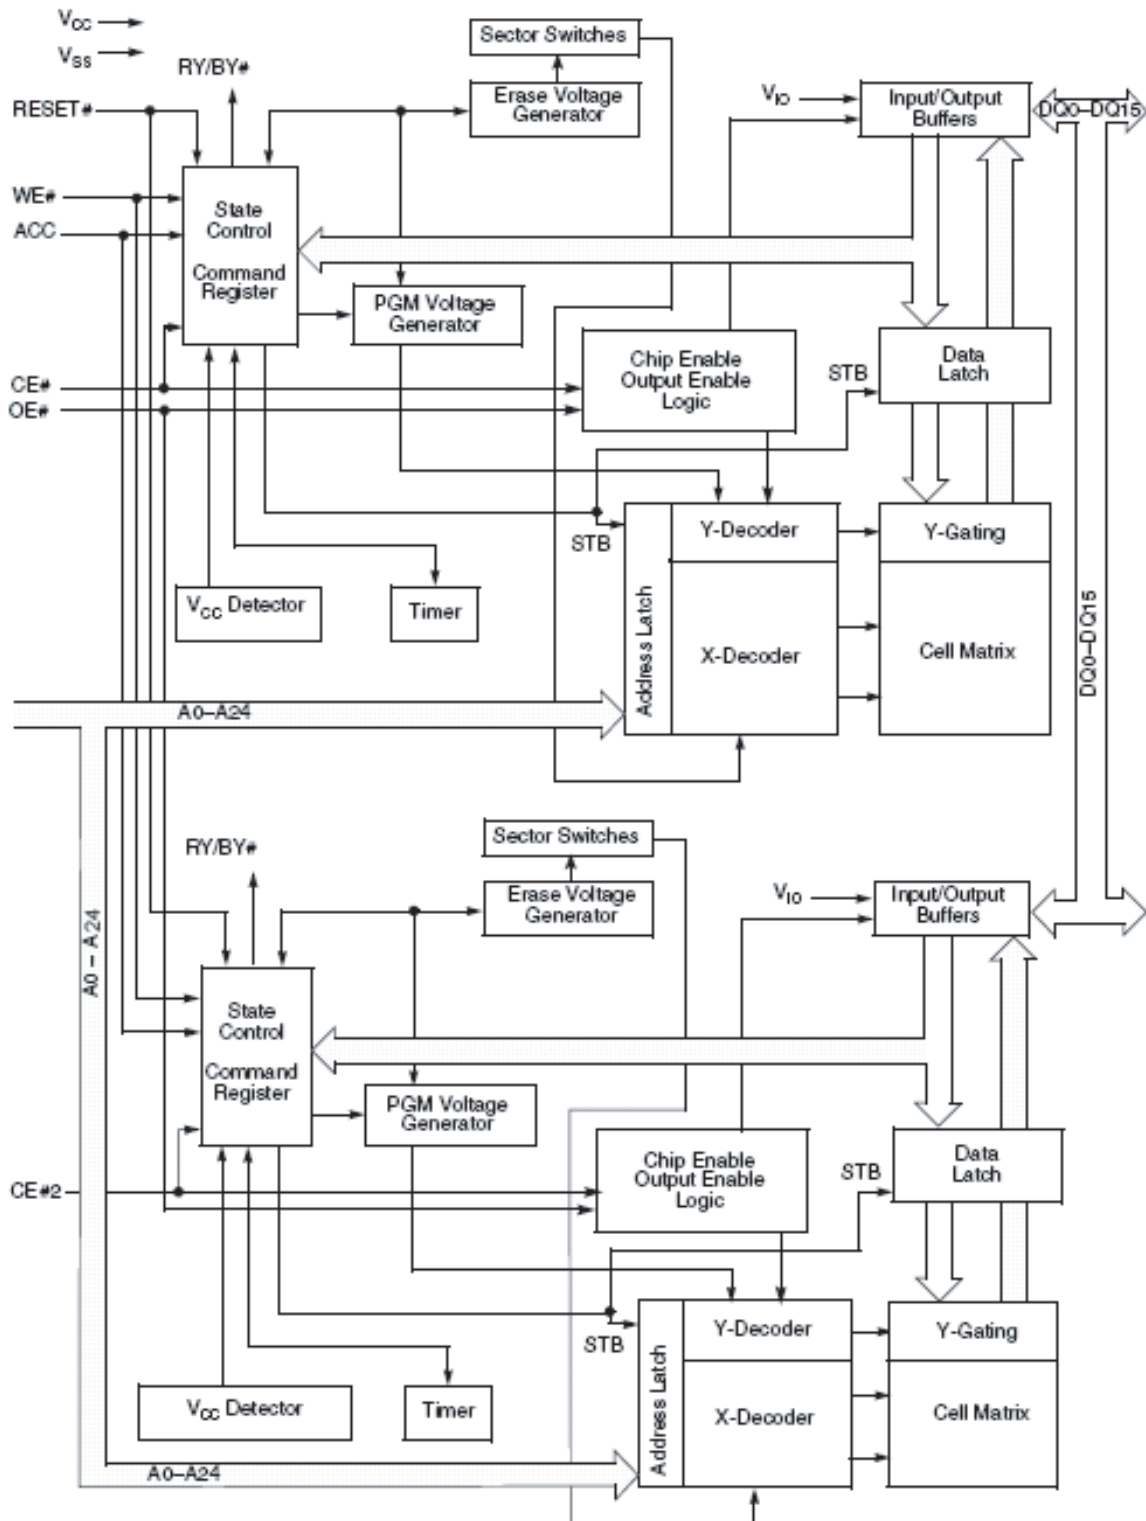 VCC
VSS
RY/BY#
Sector Switches
Erase Voltage
Generator
VIO
Input/Output
Buffers
DQ0–DQ15
RESET#
WE#
ACC
State
Control
Command
Register
PGM Voltage
Generator
CE#
OE#
Chip Enable
Output Enable
Logic
STB
Data
Latch
STB
Y-Decoder
Y-Gating
VCC Detector
Timer
Address Latch
X-Decoder
Cell Matrix
DQ0–DQ15
A0–A24
RY/BY#
Sector Switches
Erase Voltage
Generator
VIO
Input/Output
Buffers
A0 – A24
State
Control
Command
Register
PGM Voltage
Generator
CE#2
Chip Enable
Output Enable
Logic
STB
Data
Latch
STB
Y-Decoder
Y-Gating
VCC Detector
Timer
Address Latch
X-Decoder
Cell Matrix
A0–A24